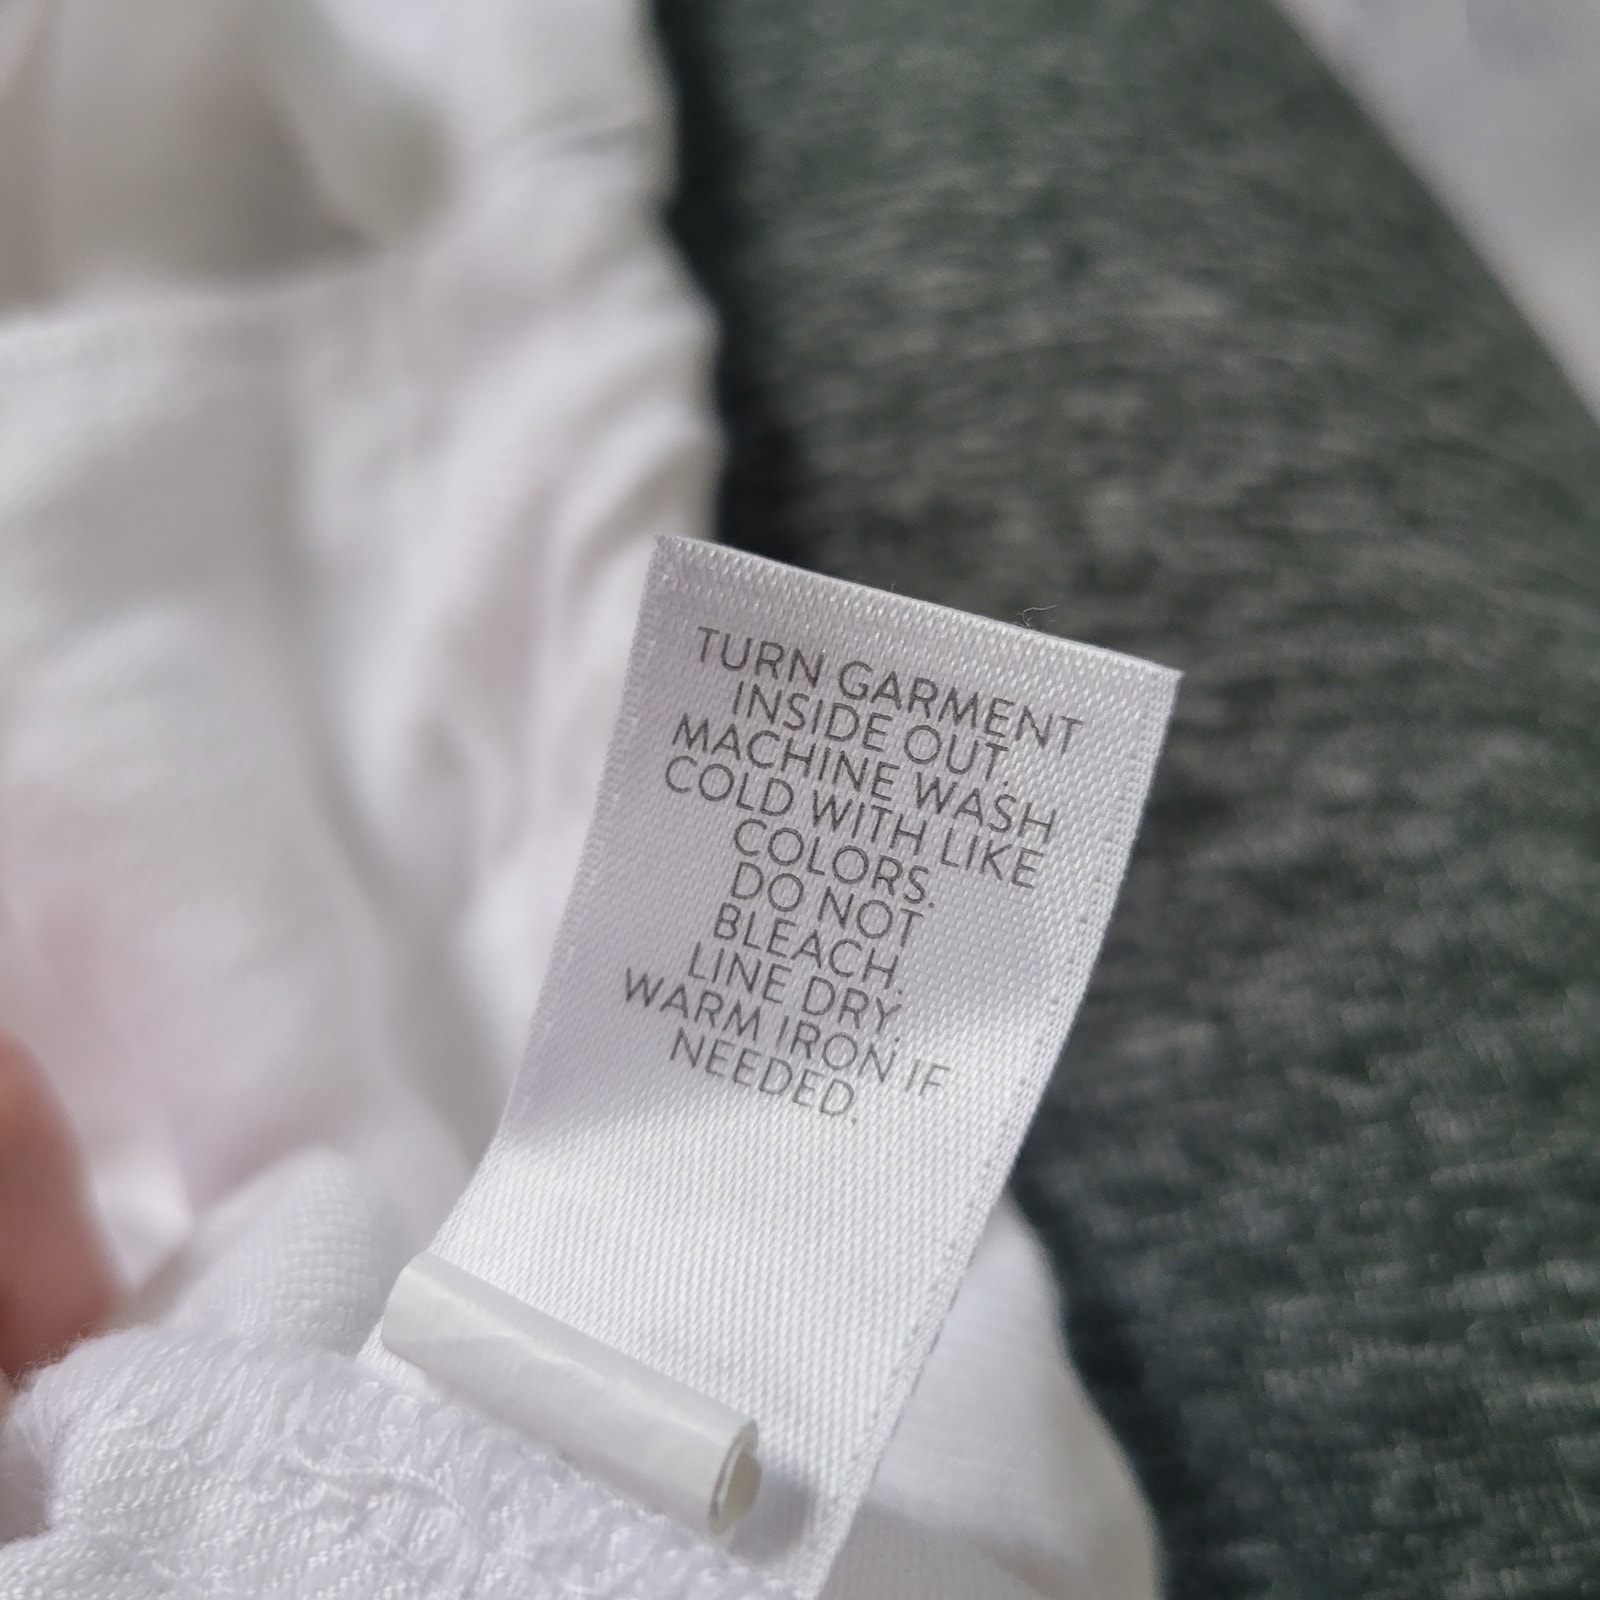 TURN GARMENT
INSIDE OUT.
MACHINE WASH
COLD WITH LIKE
COLORS.
DO NOT
BLEACH.
LINE DRY.
WARM IRON IF
NEEDED.